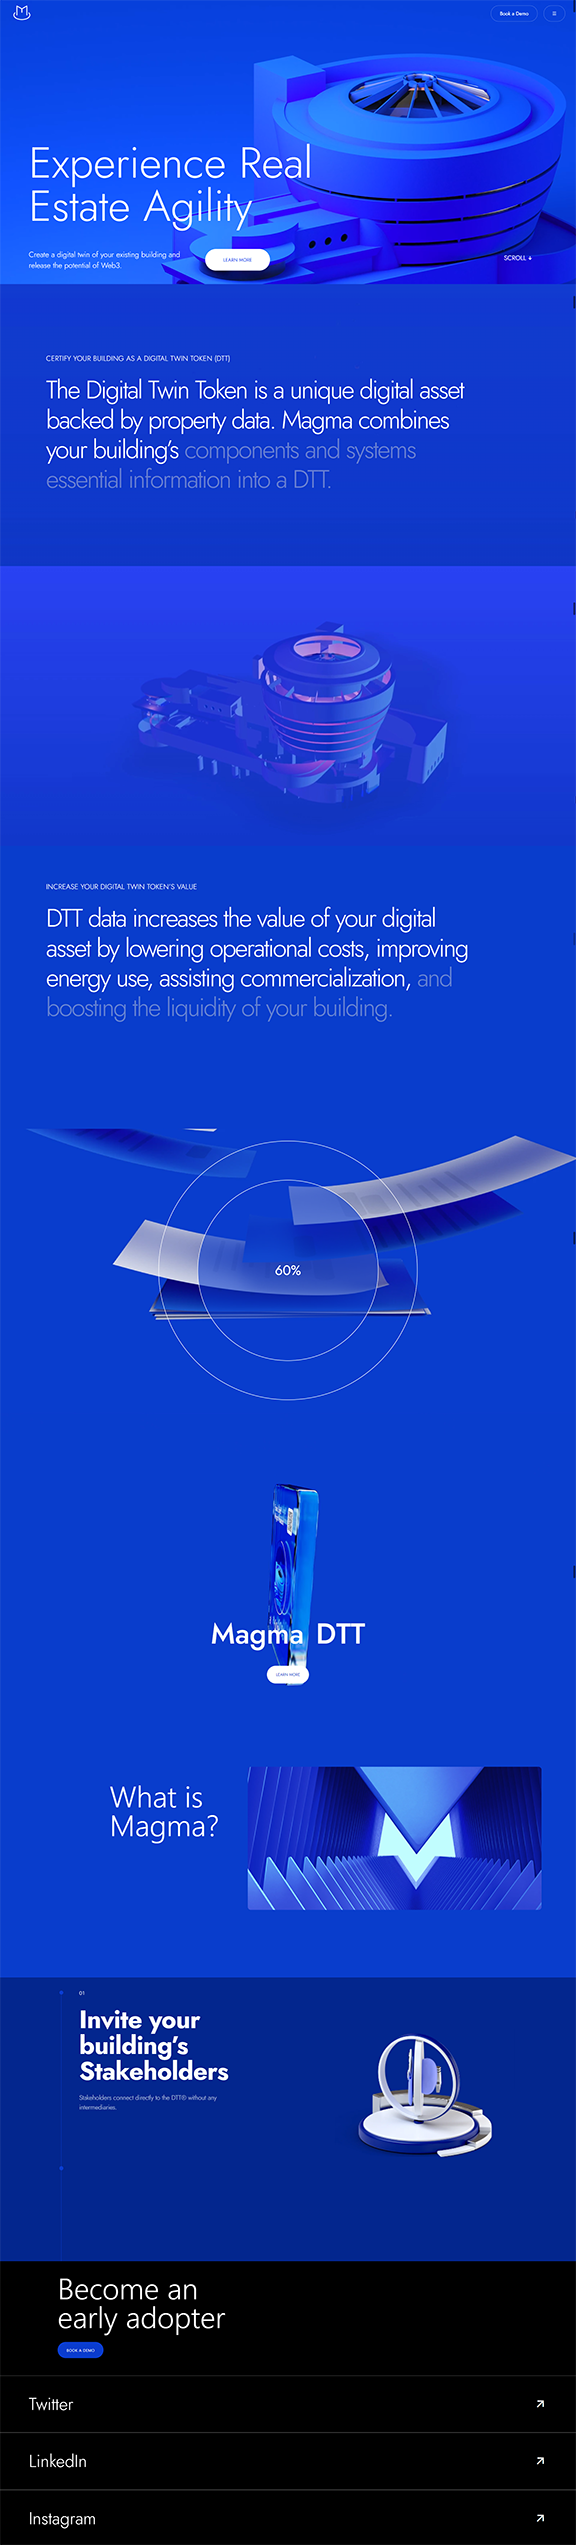 Book a Demo
Experience Real
Estate Agility
Create a digital twin of your existing building and
release the potential of Web3.
LEARN MORE
SCROLL ↓
CERTIFY YOUR BUILDING AS A DIGITAL TWIN TOKEN (DTT)
The Digital Twin Token is a unique digital asset
backed by property data. Magma combines
your building's components and systems
essential information into a DTT.
INCREASE YOUR DIGITAL TWIN TOKEN'S VALUE
DTT data increases the value of your digital
asset by lowering operational costs, improving
energy use, assisting commercialization, and
boosting the liquidity of your building.
60%
Magma DTT
LEARN MORE
What is
Magma?
01
Invite your
building's
Stakeholders
Stakeholders connect directly to the DTT® without any
intermediaries.
Become an
early adopter
BOOK A DEMO
Twitter
LinkedIn
Instagram